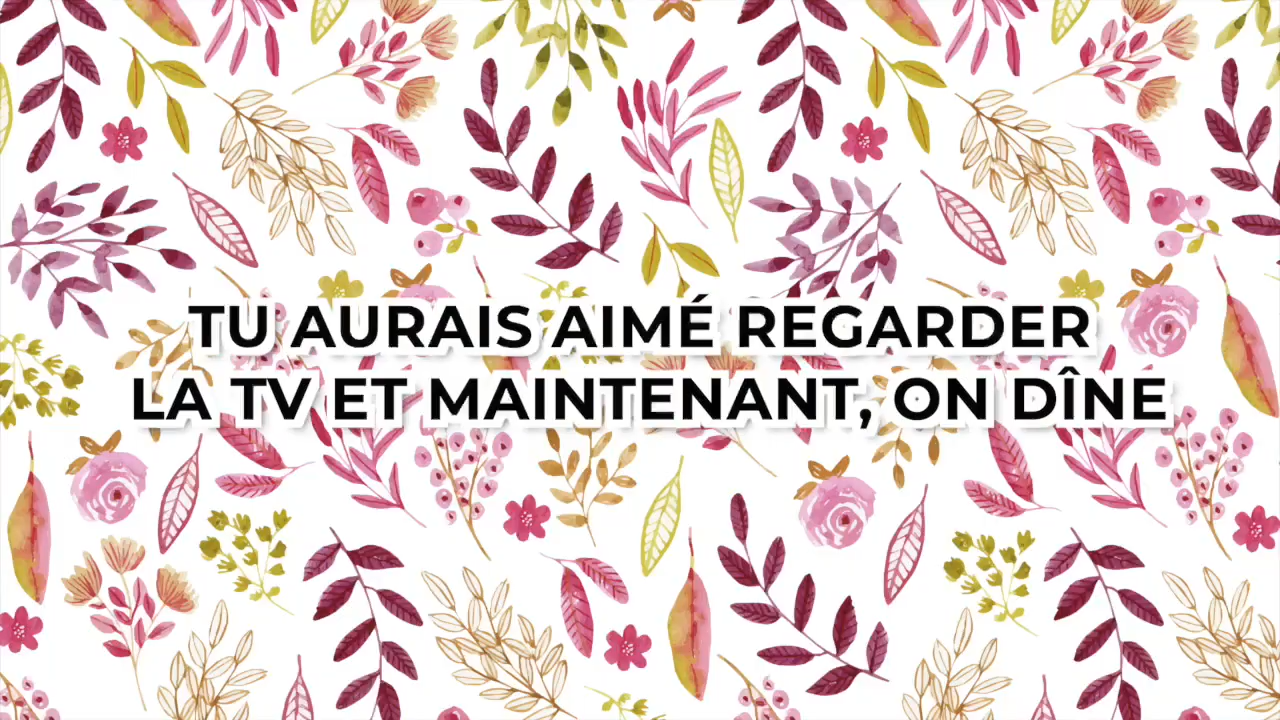 TU AURAIS AIMÉ REGARDER
LA TV ET MAINTENANT, ON DÎNE